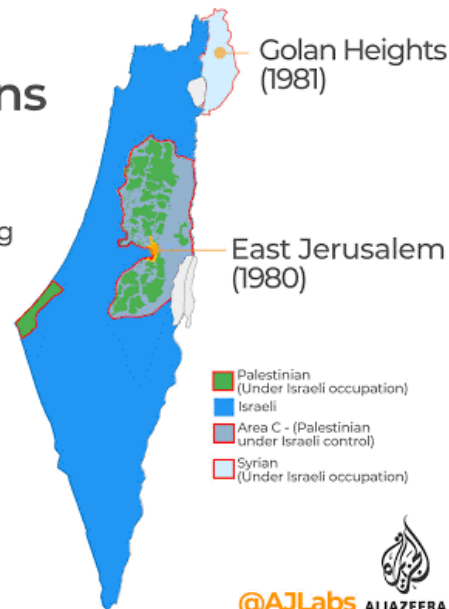 Golan Heights
(1981)
ns
g
East Jerusalem
(1980)
Palestinian
(Under Israeli occupation)
Israeli
Area C - (Palestinian
under Israeli control)
Syrian
(Under Israeli occupation)
@AJLabs
ALJAZEERA